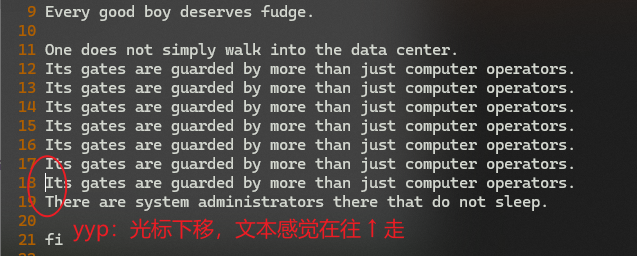 9 Every good boy deserves fudge.
10
11 One does not simply walk into the data center.
12 Its gates are guarded by more than just computer operators.
13 Its gates are guarded by more than just computer operators.
14 Its gates are guarded by more than just computer operators.
15 Its gates are guarded by more than just computer operators.
16 Its gates are guarded by more than just computer operators.
17 Its gates are guarded by more than just computer operators.
18 Its gates are guarded by more than just computer operators.
19 There are system administrators there that do not sleep.
20
yyp：光标下移，文本感觉在往↑走
21 fi